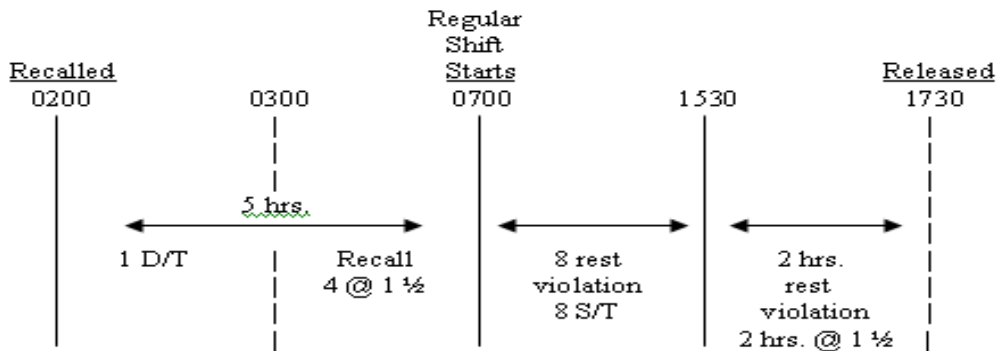 Regular
Shift
Recalled Starts Released
0200 0300 0700 1530 1730
5 hrs.
1 D/T Recall 8 rest 2 hrs.
4 @ 1 ½ violation rest
8 S/T violation
2 hrs. @ 1 ½